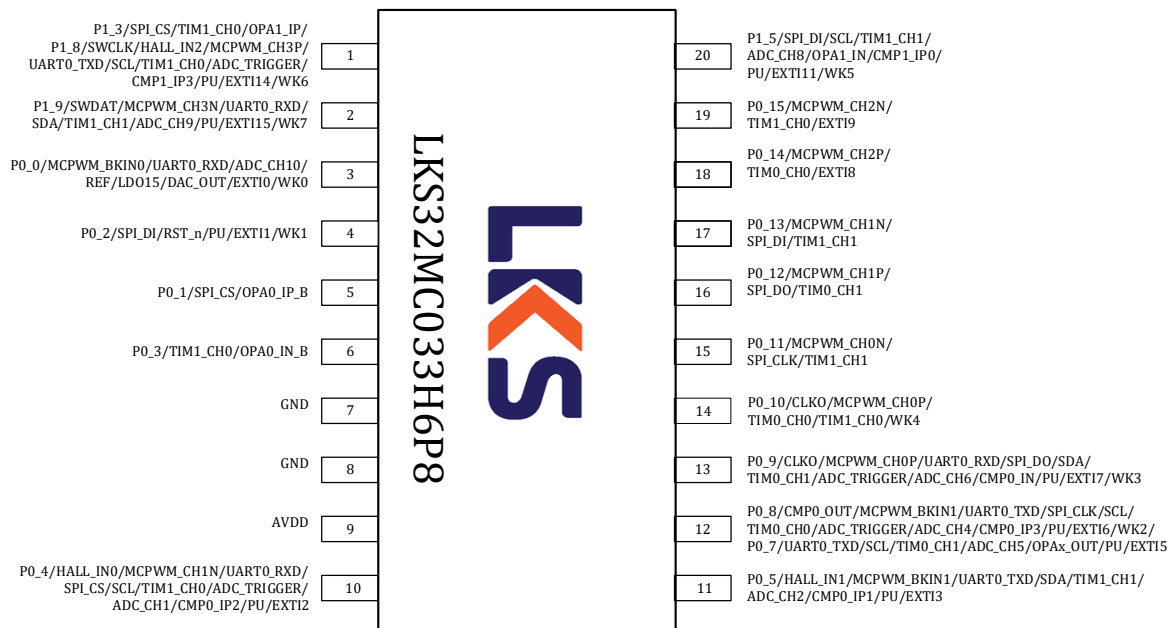 P1_3/SPI_CS/TIM1_CH0/OPA1_IP/
P1_8/SWCLK/HALL_IN2/MCPWM_CH3P/
UART0_TXD/SCL/TIM1_CH0/ADC_TRIGGER/
CMP1_IP3/PU/EXTI14/WK6
1
P1_9/SWDAT/MCPWM_CH3N/UART0_RXD/
SDA/TIM1_CH1/ADC_CH9/PU/EXTI15/WK7
2
P0_0/MCPWM_BKIN0/UART0_RXD/ADC_CH10/
REF/LDO15/DAC_OUT/EXTI0/WK0
3
P0_2/SPI_DI/RST_n/PU/EXTI1/WK1
4
P0_1/SPI_CS/OPA0_IP_B
5
P0_3/TIM1_CH0/OPA0_IN_B
6
GND
7
GND
8
AVDD
9
P0_4/HALL_IN0/MCPWM_CH1N/UART0_RXD/
SPI_CS/SCL/TIM1_CH0/ADC_TRIGGER/
ADC_CH1/CMP0_IP2/PU/EXTI2
10
LKS32MC033H6P8
LKS
20
P1_5/SPI_DI/SCL/TIM1_CH1/
ADC_CH8/OPA1_IN/CMP1_IP0/
PU/EXTI11/WK5
19
P0_15/MCPWM_CH2N/
TIM1_CH0/EXTI9
18
P0_14/MCPWM_CH2P/
TIM0_CH0/EXTI8
17
P0_13/MCPWM_CH1N/
SPI_DI/TIM1_CH1
16
P0_12/MCPWM_CH1P/
SPI_DO/TIM0_CH1
15
P0_11/MCPWM_CH0N/
SPI_CLK/TIM1_CH1
14
P0_10/CLKO/MCPWM_CH0P/
TIM0_CH0/TIM1_CH0/WK4
13
P0_9/CLKO/MCPWM_CH0P/UART0_RXD/SPI_DO/SDA/
TIM0_CH1/ADC_TRIGGER/ADC_CH6/CMP0_IN/PU/EXTI7/WK3
12
P0_8/CMP0_OUT/MCPWM_BKIN1/UART0_TXD/SPI_CLK/SCL/
TIM0_CH0/ADC_TRIGGER/ADC_CH4/CMP0_IP3/PU/EXTI6/WK2/
P0_7/UART0_TXD/SCL/TIM0_CH1/ADC_CH5/OPAx_OUT/PU/EXTI5
11
P0_5/HALL_IN1/MCPWM_BKIN1/UART0_TXD/SDA/TIM1_CH1/
ADC_CH2/CMP0_IP1/PU/EXTI3